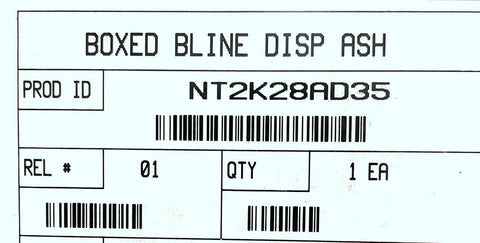 BOXED BLINE DISP ASH
PROD ID NT2K28AD35
REL # 01 QTY 1 EA